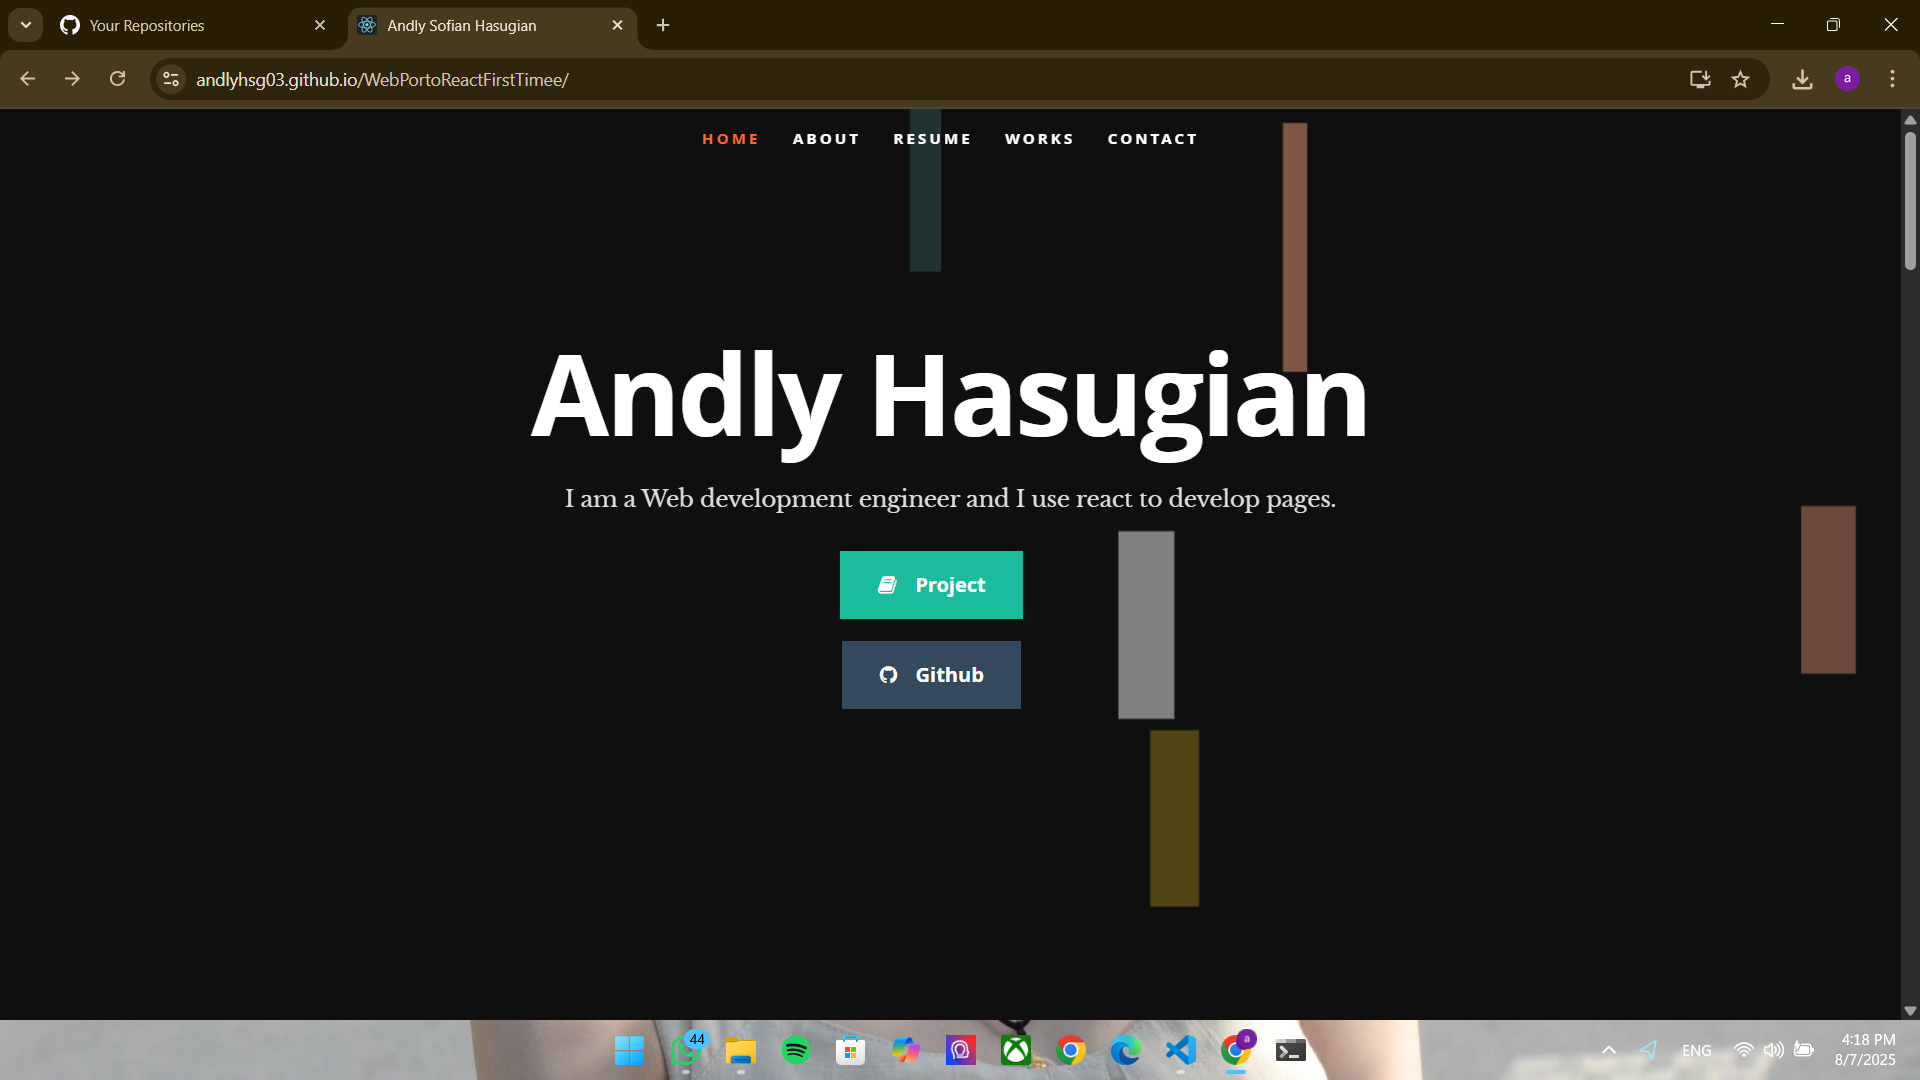 Your Repositories
Andly Sofian Hasugian
andlyhsg03.github.io/WebPortoReactFirstTimee/
a
HOME ABOUT RESUME WORKS CONTACT
Andly Hasugian
I am a Web development engineer and I use react to develop pages.
Project
Github
44
a
ENG
4:18 PM
8/7/2025